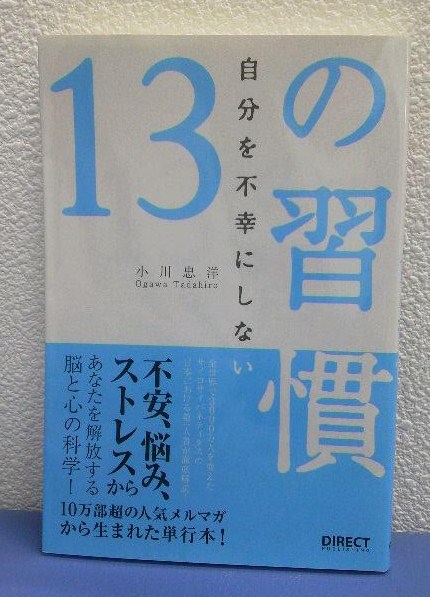 自分を不幸にしない
13
の習慣
小川忠洋
Ogawa Tadahiro
不安、悩み、
ストレスから
あなたを解放する
脳と心の科学!
10万部超の人気メルマガ
から生まれた単行本!
DIRECT
PUBLISHING